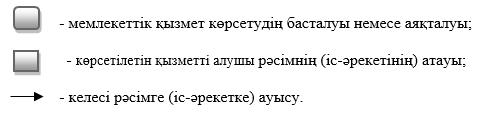 - мемлекеттік қызмет көрсетудің басталуы немесе аяқталуы;
- көрсетілетін қызметті алушы рәсімнің (іс-әрекетінің) атауы;
- келесі рәсімге (іс-әрекетке) ауысу.